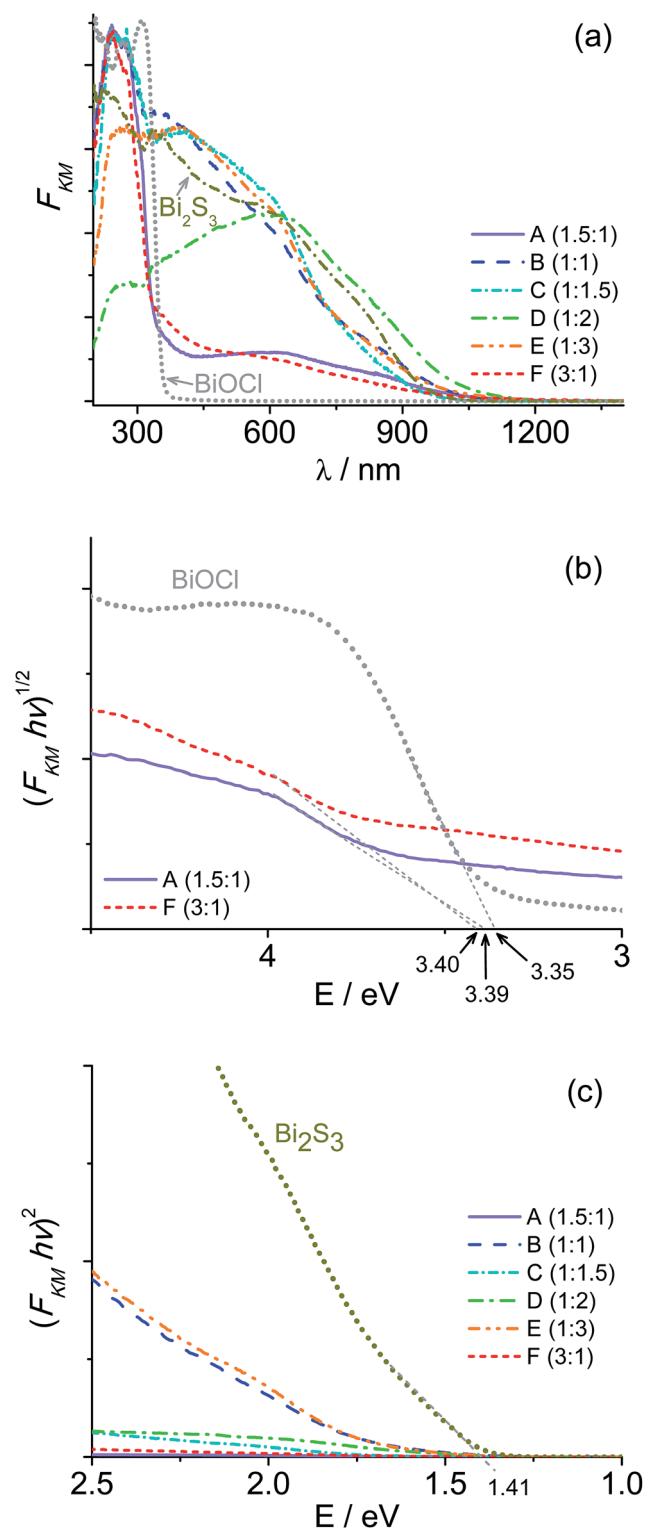 (a)
F_KM
Bi₂S₃
BiOCl
A (1.5:1)
B (1:1)
C (1:1.5)
D (1:2)
E (1:3)
F (3:1)
300 600 900 1200
λ / nm
(b)
BiOCl
(F_KM hν)^1/2
A (1.5:1)
F (3:1)
3.40
3.39
3.35
4 3
E / eV
(c)
Bi₂S₃
(F_KM hν)²
A (1.5:1)
B (1:1)
C (1:1.5)
D (1:2)
E (1:3)
F (3:1)
1.41
2.5 2.0 1.5 1.0
E / eV